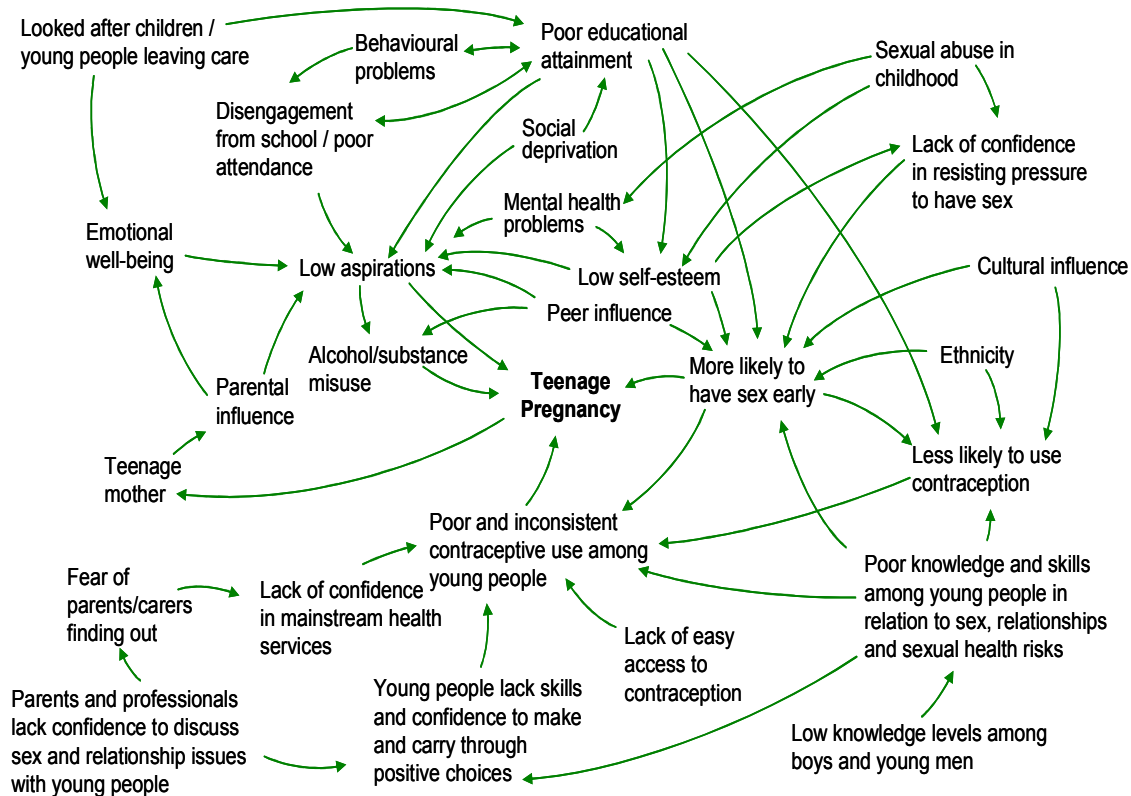 Looked after children /
young people leaving care
Behavioural
problems
Poor educational
attainment
Sexual abuse in
childhood
Disengagement
from school / poor
attendance
Social
deprivation
Lack of confidence
in resisting pressure
to have sex
Mental health
problems
Emotional
well-being
Low aspirations
Low self-esteem
Cultural influence
Peer influence
Alcohol/substance
misuse
Ethnicity
More likely to
have sex early
Teenage
Pregnancy
Parental
influence
Teenage
mother
Less likely to use
contraception
Poor and inconsistent
contraceptive use among
young people
Fear of
parents/carers
finding out
Lack of confidence
in mainstream health
services
Poor knowledge and skills
among young people in
relation to sex, relationships
and sexual health risks
Lack of easy
access to
contraception
Parents and professionals
lack confidence to discuss
sex and relationship issues
with young people
Young people lack skills
and confidence to make
and carry through
positive choices
Low knowledge levels among
boys and young men